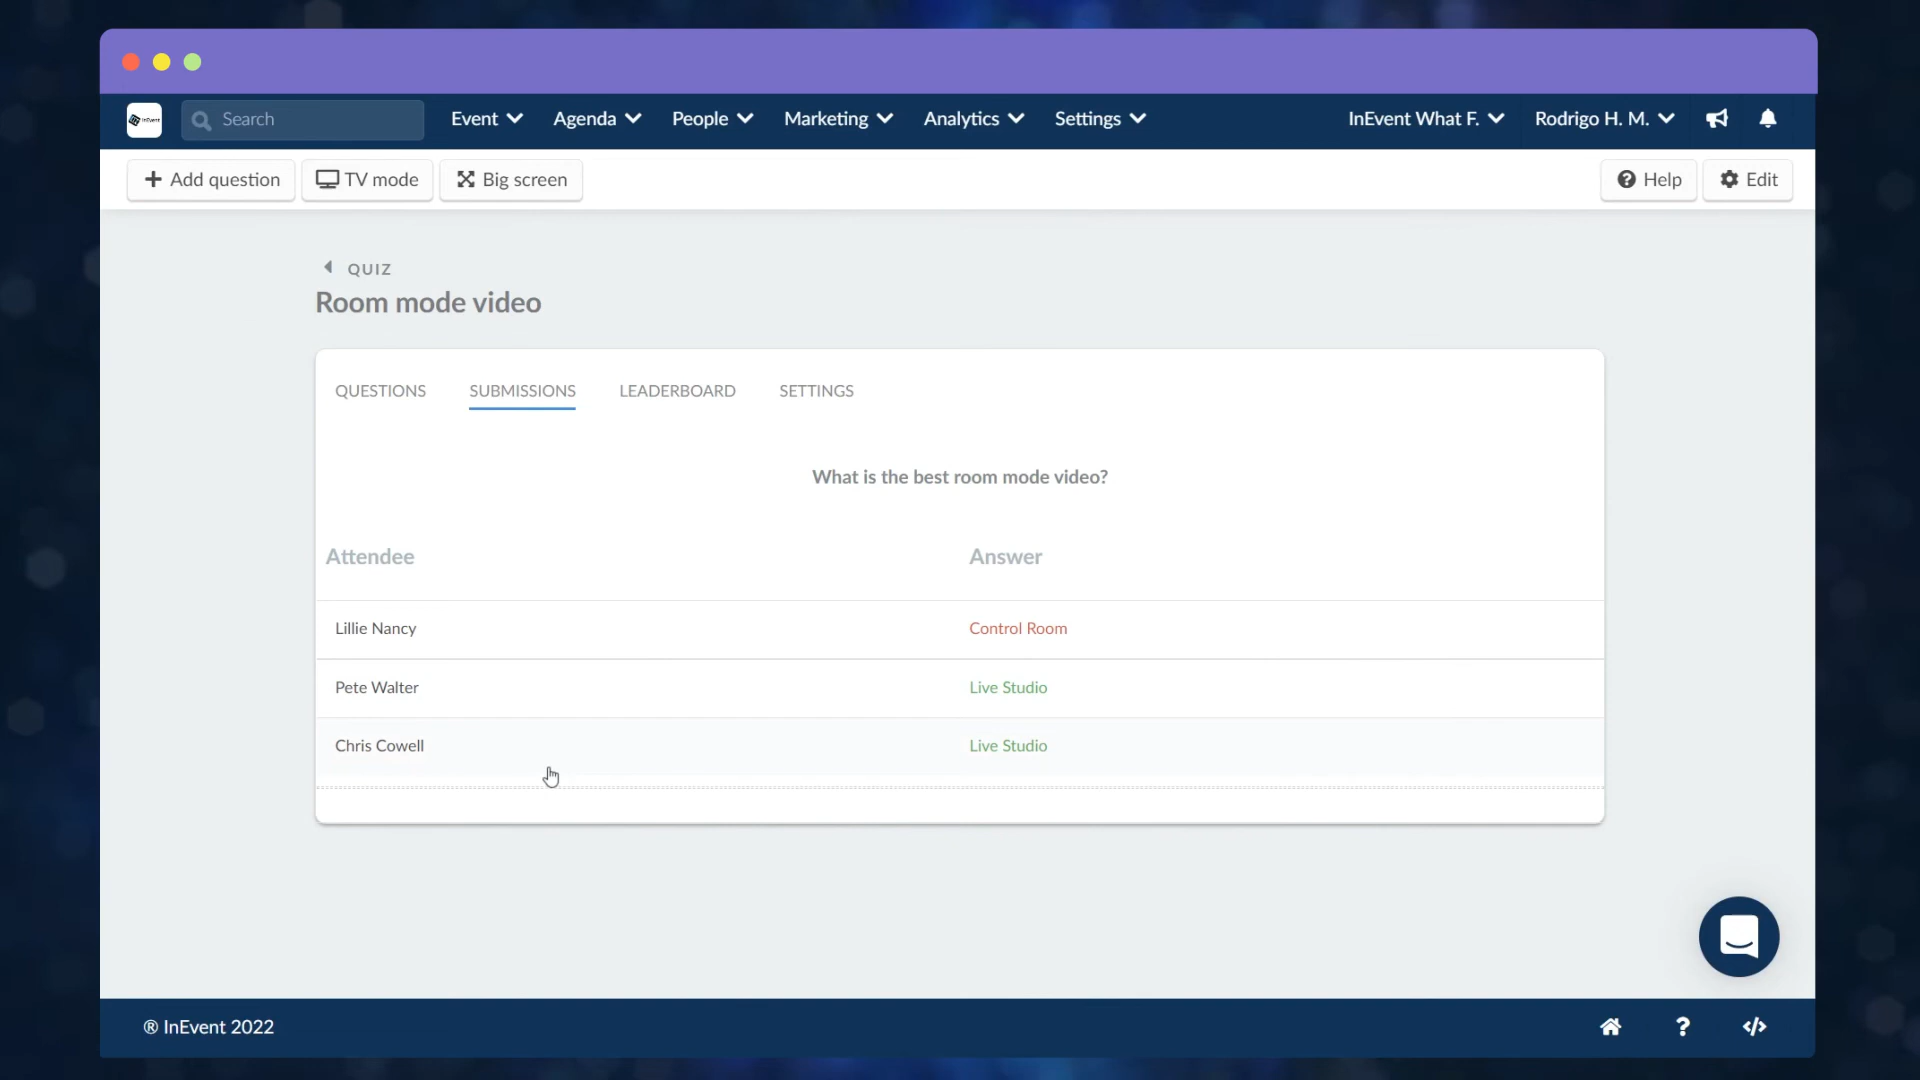 InEvent
Search
Event
Agenda
People
Marketing
Analytics
Settings
InEvent What F.
Rodrigo H. M.
Add question
TV mode
Big screen
Help
Edit
QUIZ
Room mode video
QUESTIONS
SUBMISSIONS
LEADERBOARD
SETTINGS
What is the best room mode video?
Attendee
Answer
Lillie Nancy
Control Room
Pete Walter
Live Studio
Chris Cowell
Live Studio
® InEvent 2022